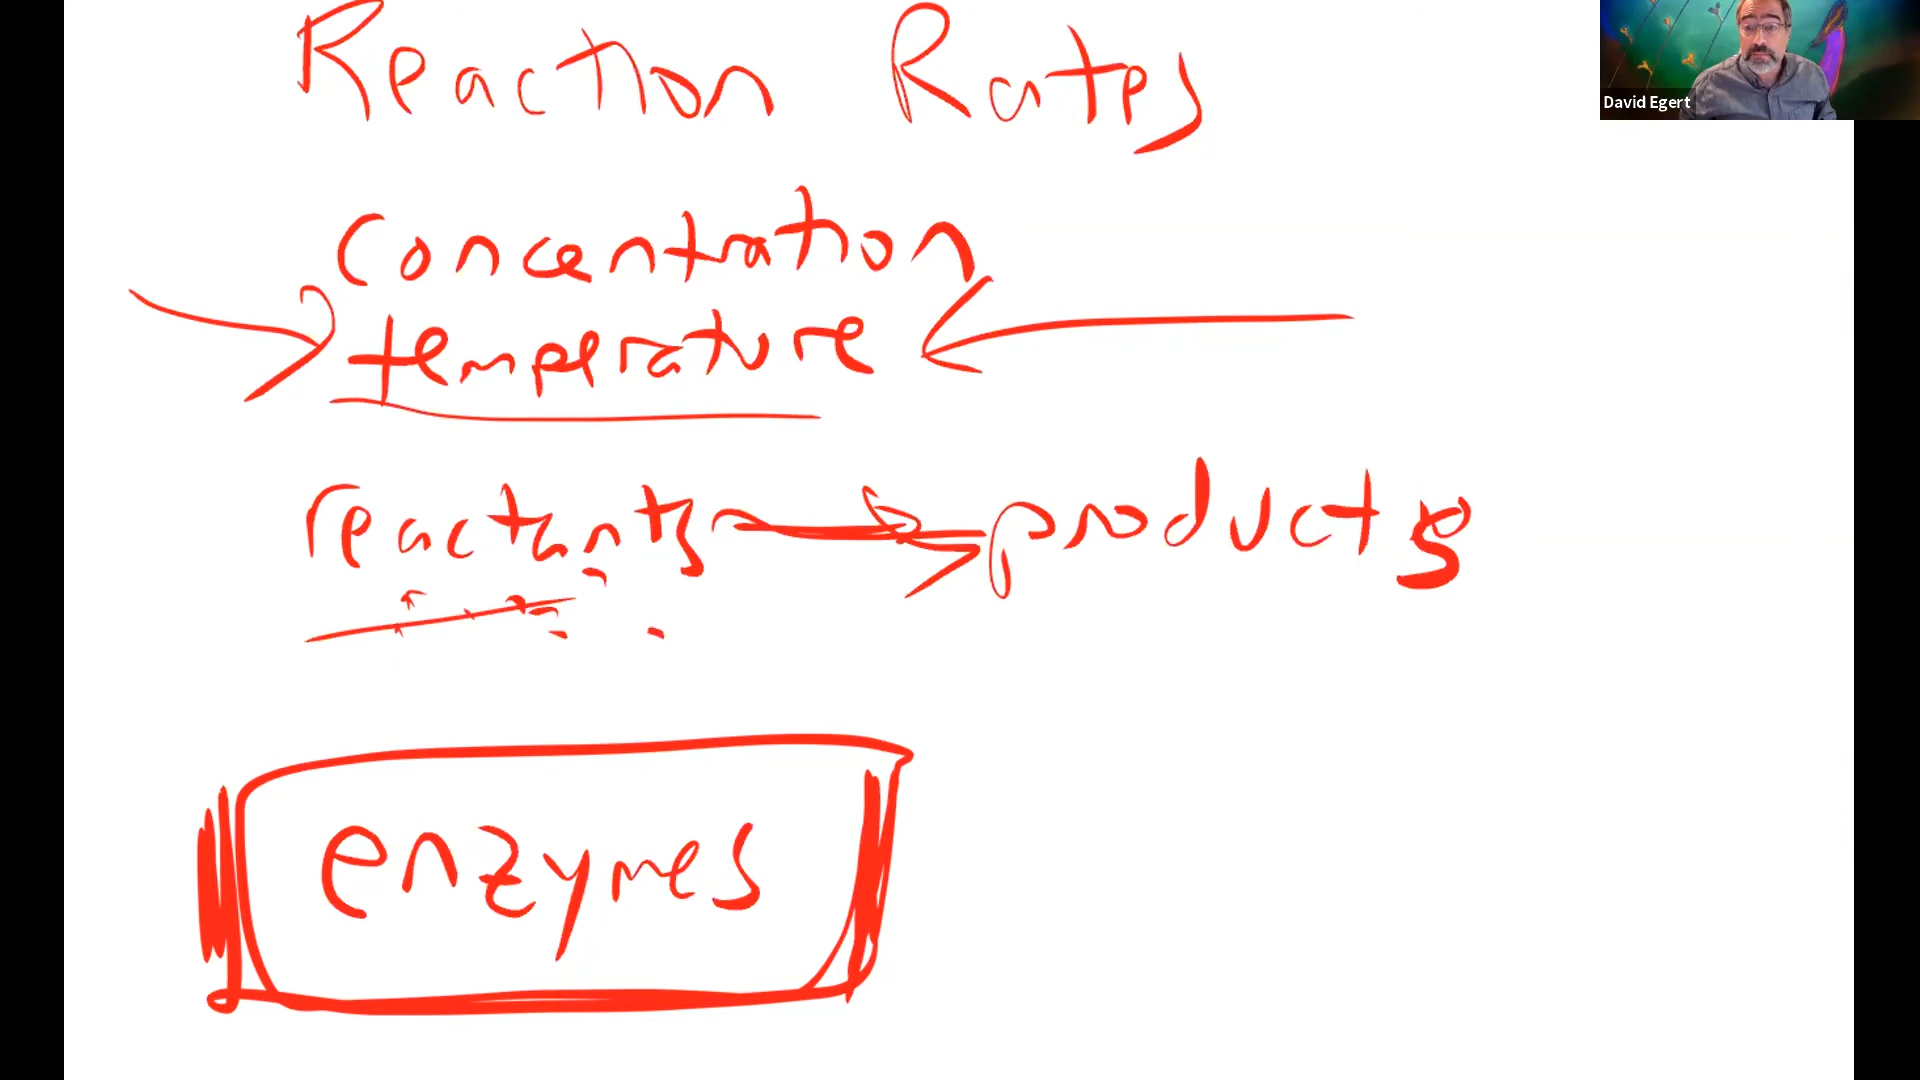 Reaction Rates
David Egert
concentration
temperature
reactants → products
enzymes